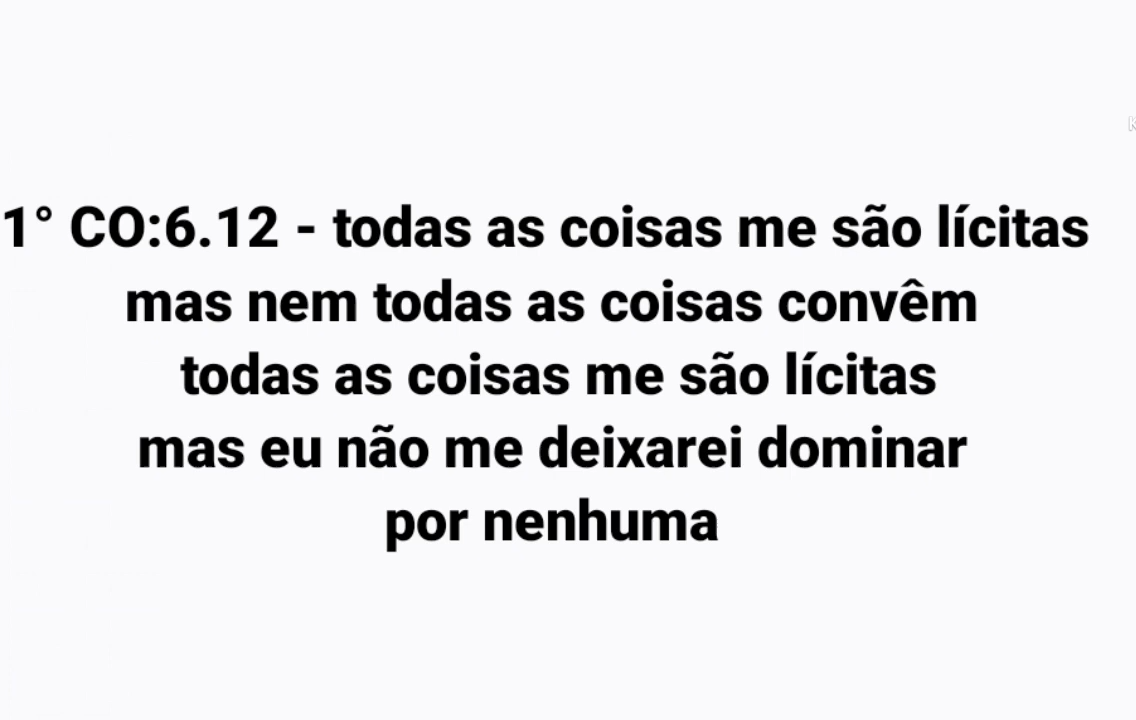 1° CO:6.12 - todas as coisas me são lícitas
mas nem todas as coisas convêm
todas as coisas me são lícitas
mas eu não me deixarei dominar
por nenhuma